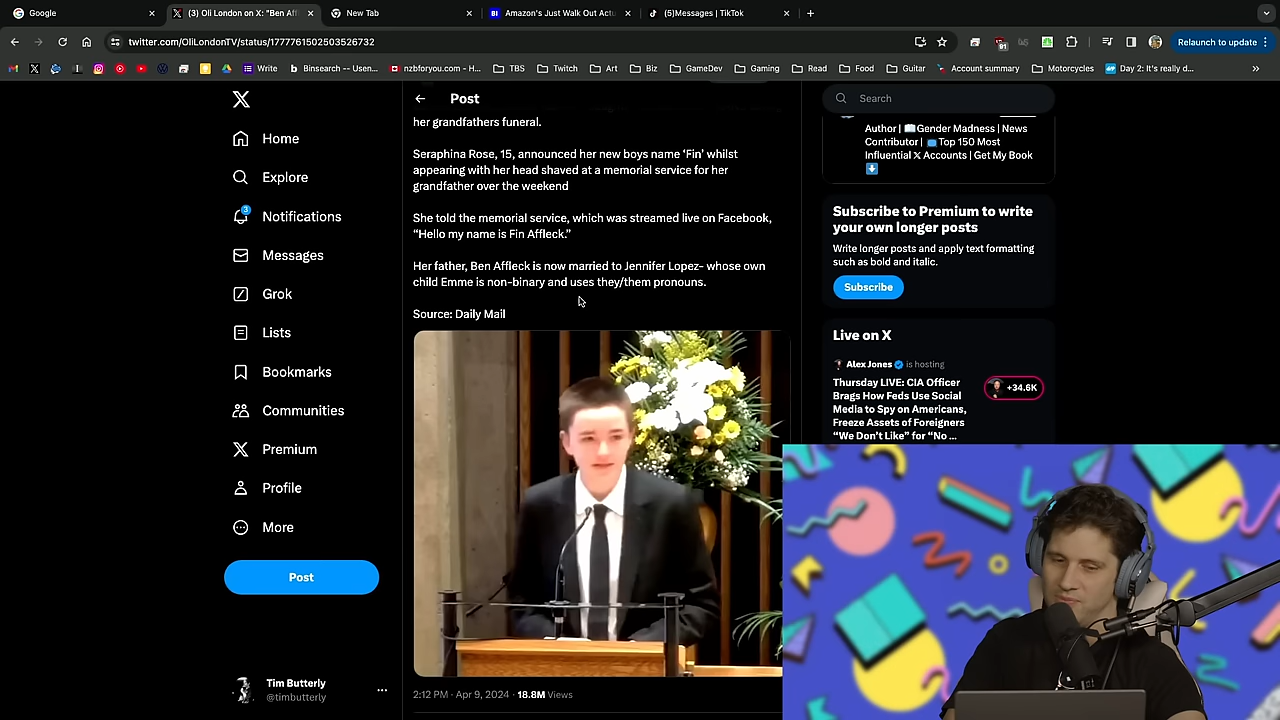 Google
(3) Oli London on X: "Ben Affl
New Tab
Amazon's Just Walk Out Actu
(5)Messages | TikTok
twitter.com/OliLondonTV/status/1777761502503526732
91
Relaunch to update
Write
Binsearch -- Usen...
nzbforyou.com - H...
TBS
Twitch
Art
Biz
GameDev
Gaming
Read
Food
Guitar
Account summary
Motorcycles
Day 2: It's really d...
Home
Explore
3
Notifications
Messages
Grok
Lists
Bookmarks
Communities
Premium
Profile
More
Post
Tim Butterly
@timbutterly
Post
her grandfathers funeral.
Seraphina Rose, 15, announced her new boys name ‘Fin’ whilst
appearing with her head shaved at a memorial service for her
grandfather over the weekend
She told the memorial service, which was streamed live on Facebook,
“Hello my name is Fin Affleck.”
Her father, Ben Affleck is now married to Jennifer Lopez- whose own
child Emme is non-binary and uses they/them pronouns.
Source: Daily Mail
2:12 PM · Apr 9, 2024 · 18.8M Views
Search
Author | Gender Madness | News
Contributor | Top 150 Most
Influential X Accounts | Get My Book
Subscribe to Premium to write
your own longer posts
Write longer posts and apply text formatting
such as bold and italic.
Subscribe
Live on X
Alex Jones is hosting
Thursday LIVE: CIA Officer
Brags How Feds Use Social
Media to Spy on Americans,
Freeze Assets of Foreigners
“We Don't Like” for “No ...
+34.6K